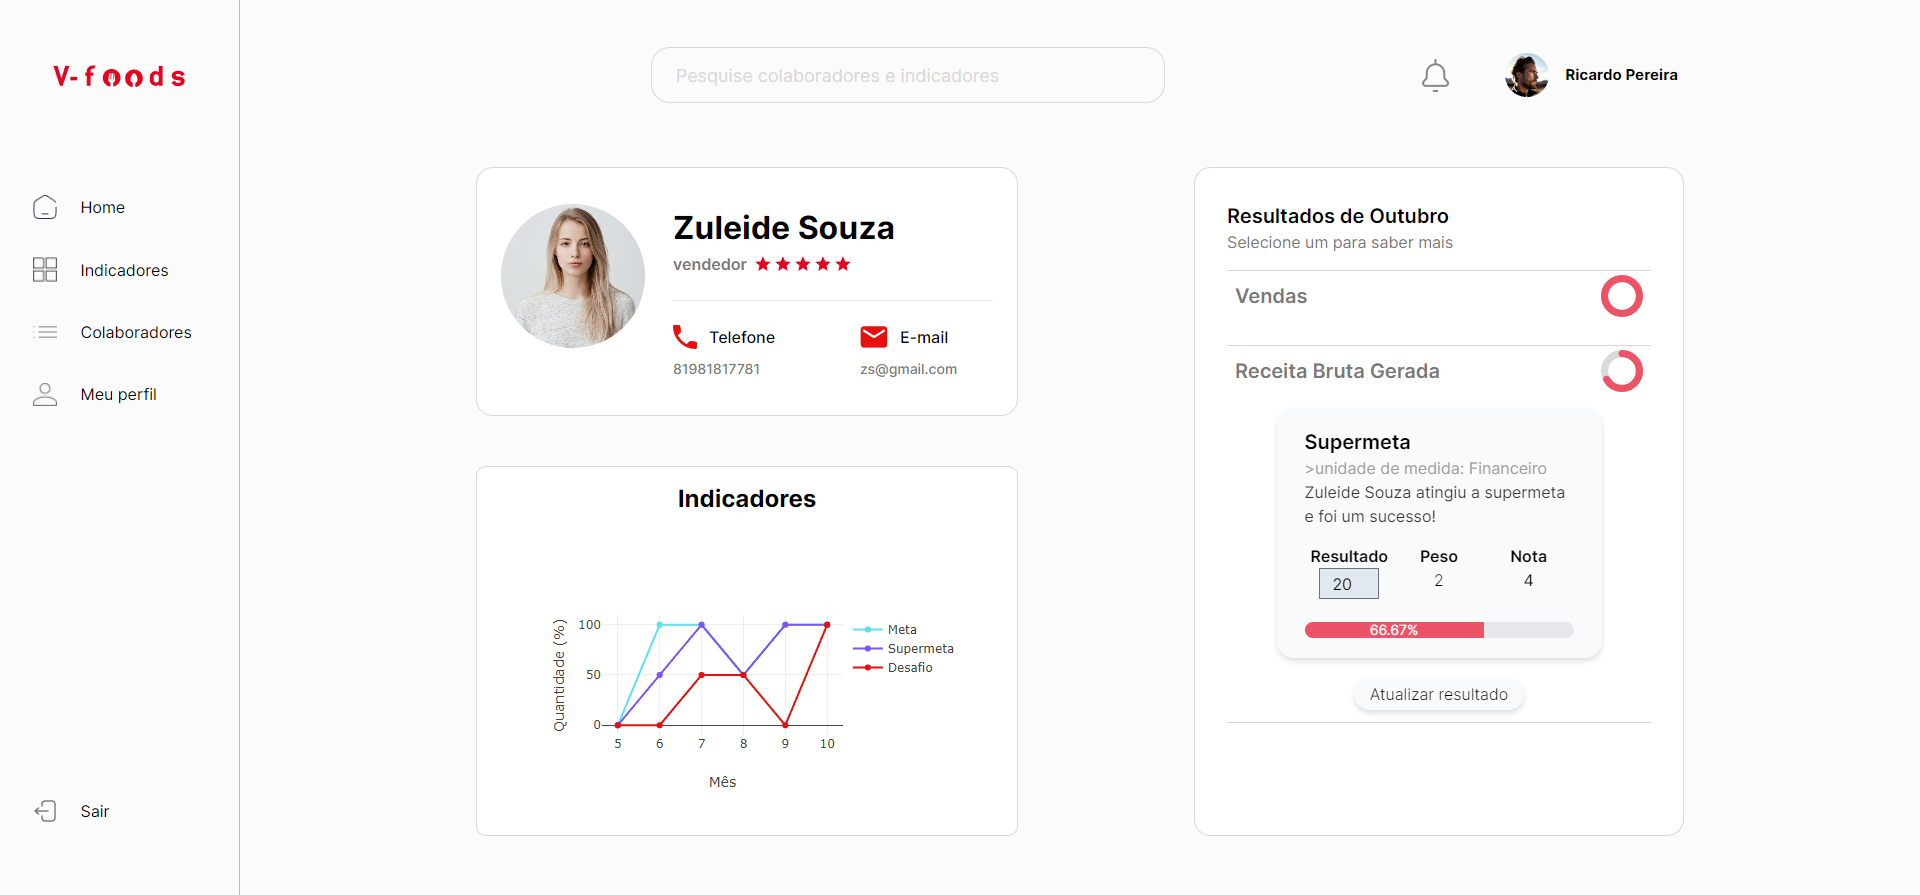 V-foods
Pesquise colaboradores e indicadores
Ricardo Pereira
Home
Indicadores
Colaboradores
Meu perfil
Sair
Zuleide Souza
vendedor
Telefone
E-mail
81981817781
zs@gmail.com
Indicadores
Quantidade (%)
100
50
0
5 6 7 8 9 10
Mês
Meta
Supermeta
Desafio
Resultados de Outubro
Selecione um para saber mais
Vendas
Receita Bruta Gerada
Supermeta
>unidade de medida: Financeiro
Zuleide Souza atingiu a supermeta
e foi um sucesso!
Resultado Peso Nota
20 2 4
66.67%
Atualizar resultado